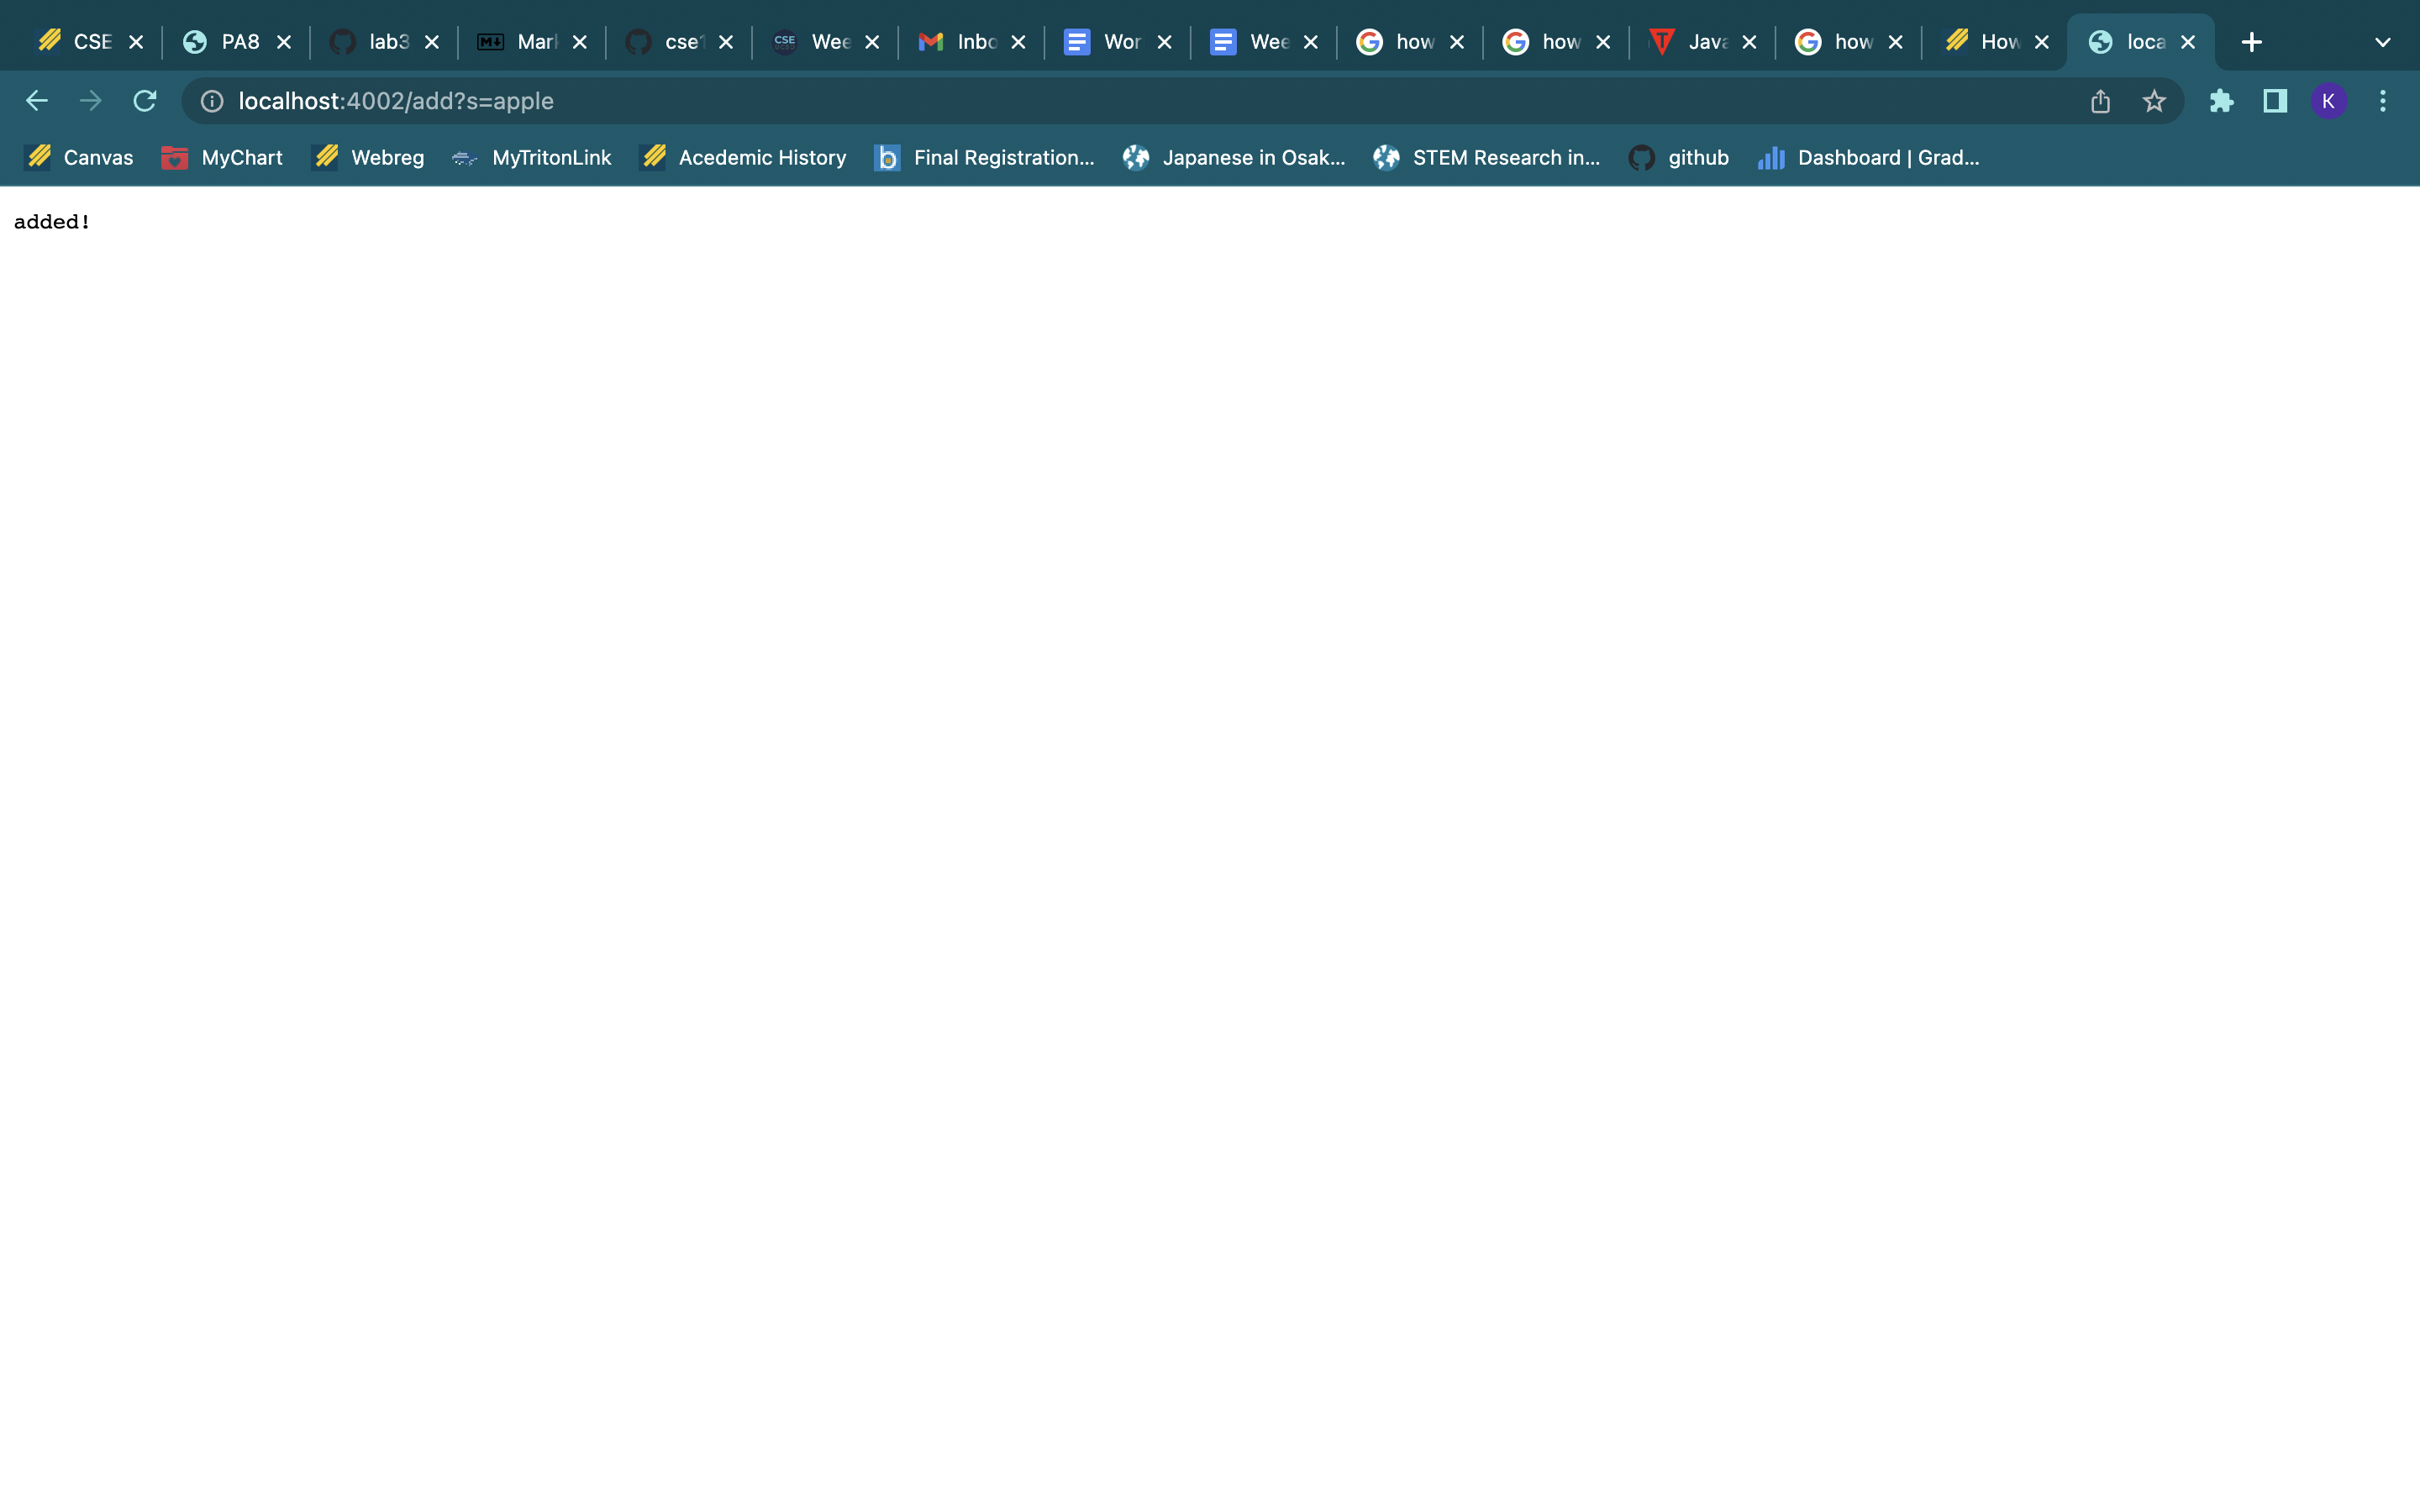 CSE PA8 lab3 Mar cse1 Wee Inbo Wor Wee how how Java how How loca
localhost:4002/add?s=apple K
Canvas MyChart Webreg MyTritonLink Acedemic History Final Registration... Japanese in Osak... STEM Research in... github Dashboard | Grad...
added!